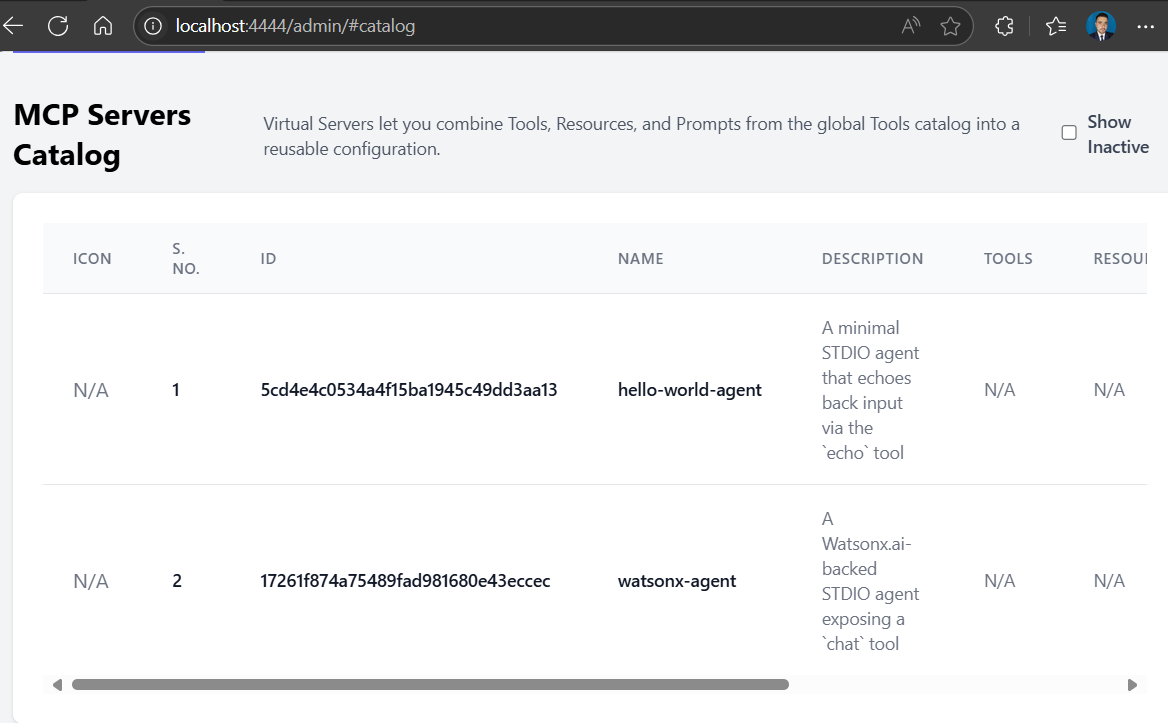 localhost:4444/admin/#catalog
MCP Servers
Catalog
Virtual Servers let you combine Tools, Resources, and Prompts from the global Tools catalog into a
reusable configuration.
Show
Inactive
ICON S. NO. ID NAME DESCRIPTION TOOLS RESOU
N/A 1 5cd4e4c0534a4f15ba1945c49dd3aa13 hello-world-agent
A minimal
STDIO agent
that echoes
back input
via the
`echo` tool
N/A N/A
N/A 2 17261f874a75489fad981680e43eccec watsonx-agent
A
Watsonx.ai-
backed
STDIO agent
exposing a
`chat` tool
N/A N/A